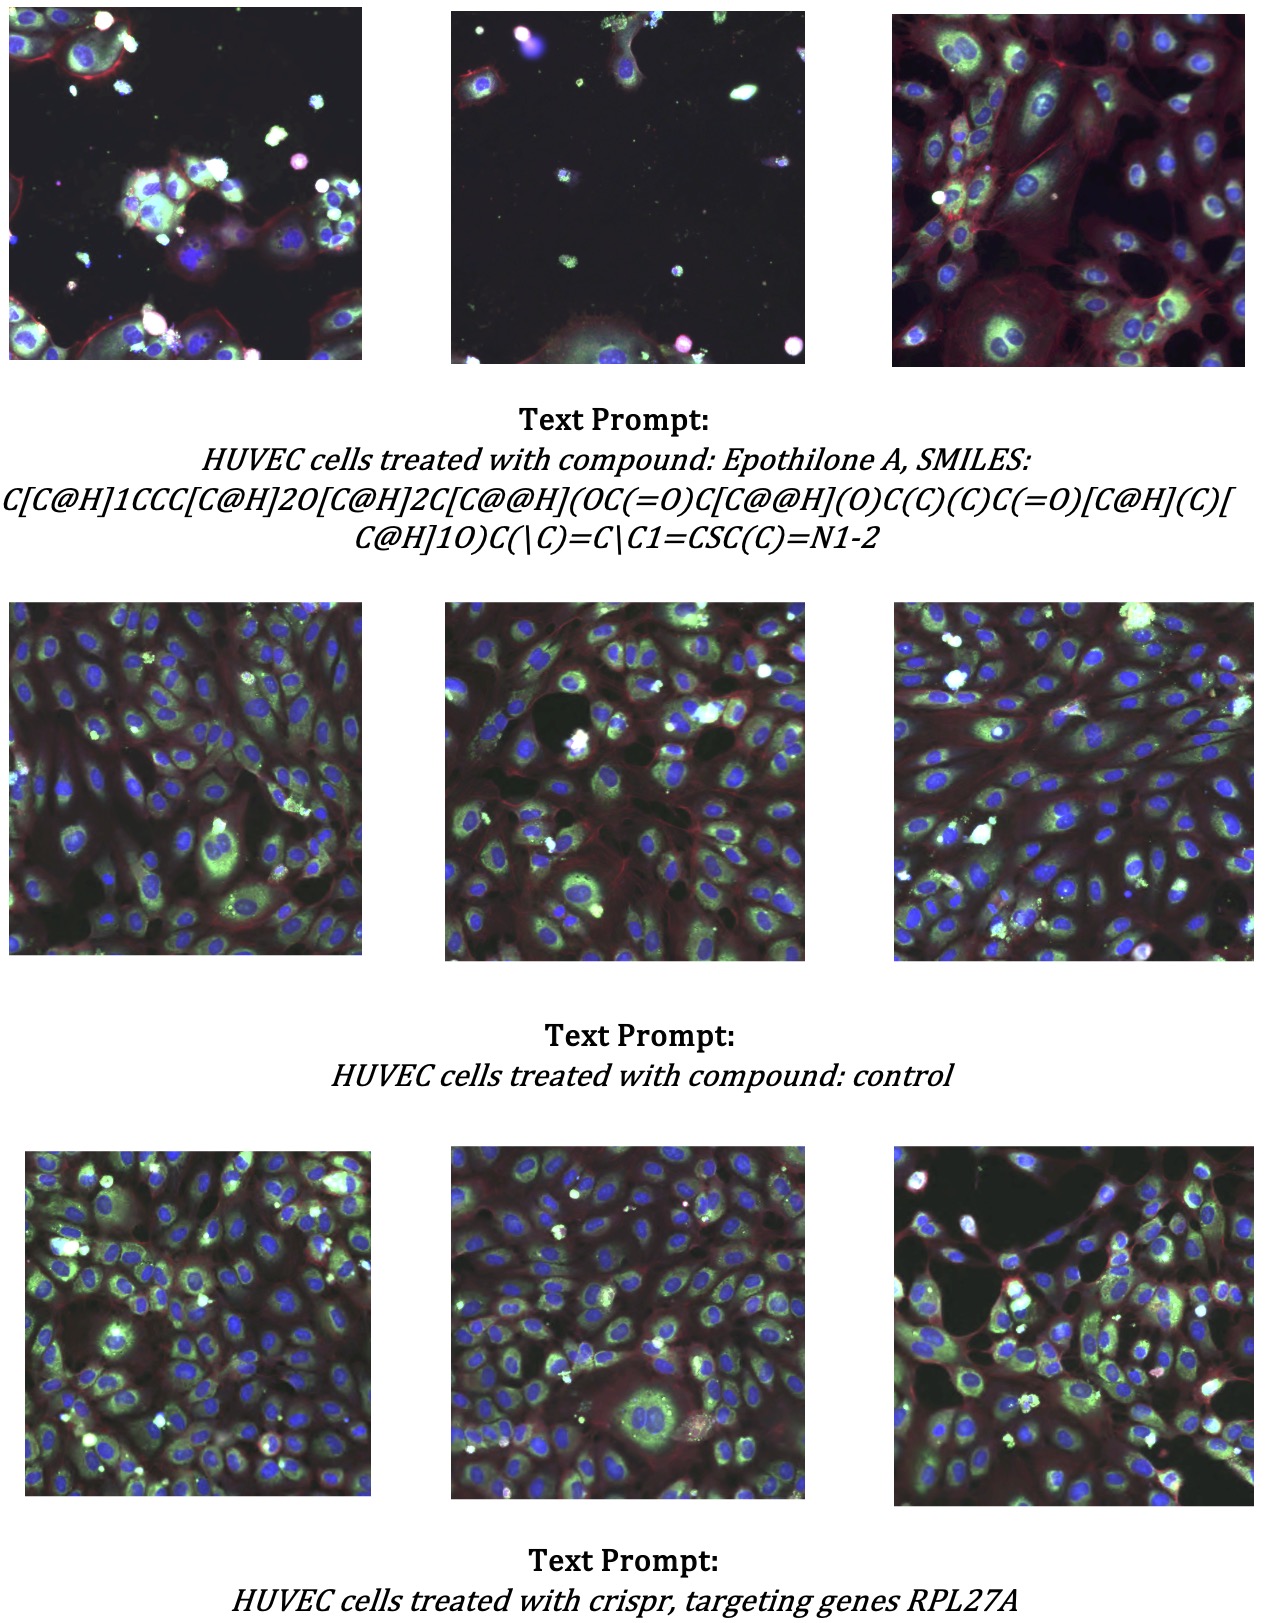 Text Prompt:
HUVEC cells treated with compound: Epothilone A, SMILES:
C[C@H]1CCC[C@H]2O[C@H]2C[C@@H](OC(=O)C[C@@H](O)C(C)(C)C(=O)[C@H](C)[
C@H]1O)C(\C)=C\C1=CSC(C)=N1-2
Text Prompt:
HUVEC cells treated with compound: control
Text Prompt:
HUVEC cells treated with crispr, targeting genes RPL27A